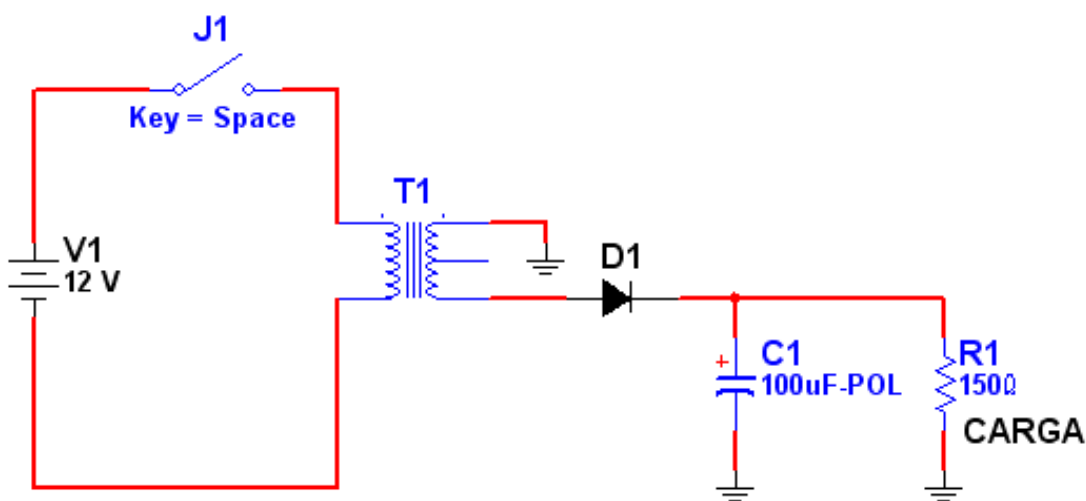 J1
Key = Space
T1
V1
12 V
D1
C1
100uF-POL
R1
150Ω
CARGA